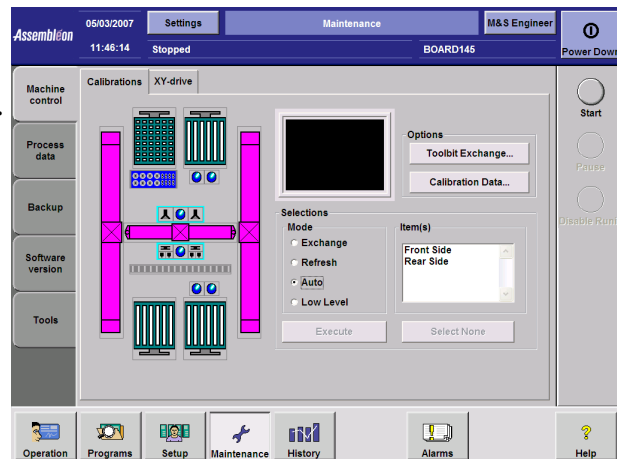 Assembléon
05/03/2007
Settings
Maintenance
M&S Engineer
11:46:14
Stopped
BOARD145
Power Down
Machine
control
Process
data
Backup
Software
version
Tools
Calibrations
XY-drive
Options
Toolbit Exchange...
Calibration Data...
Selections
Mode
Exchange
Refresh
Auto
Low Level
Item(s)
Front Side
Rear Side
Execute
Select None
Start
Pause
Disable Run
Operation
Programs
Setup
Maintenance
History
Alarms
Help